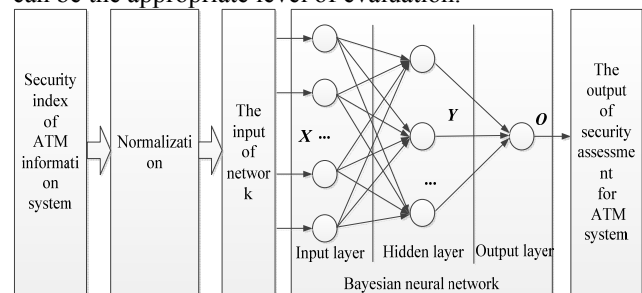 can be the appropriate level of evaluation.
Security
index
of
ATM
informati
on
system
Normalizati
on
The
input
of
networ
k
X ...
Y
...
O
Input layer
Hidden layer
Output layer
Bayesian neural network
The
output
of
security
assessme
nt
for
ATM
system